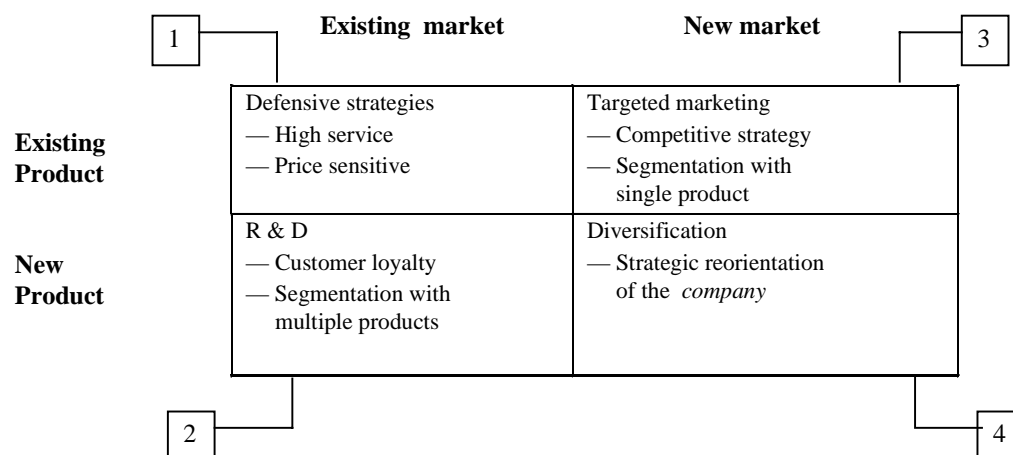 Existing market
New market
1
3
Existing
Product
Defensive strategies
— High service
— Price sensitive
Targeted marketing
— Competitive strategy
— Segmentation with
single product
New
Product
R & D
— Customer loyalty
— Segmentation with
multiple products
Diversification
— Strategic reorientation
of the company
2
4